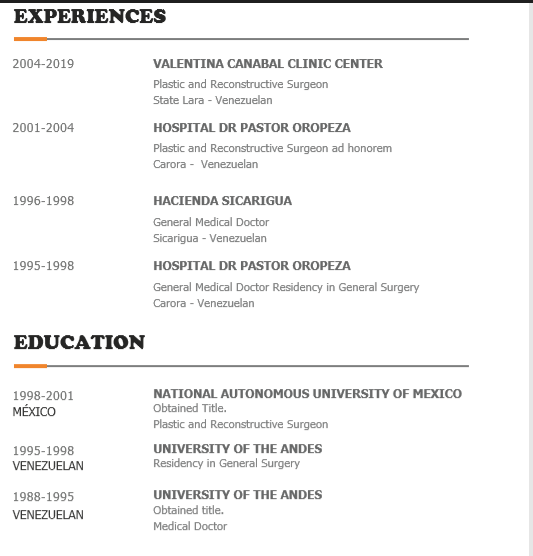 EXPERIENCES
2004-2019 VALENTINA CANABAL CLINIC CENTER
Plastic and Reconstructive Surgeon
State Lara - Venezuelan
2001-2004 HOSPITAL DR PASTOR OROPEZA
Plastic and Reconstructive Surgeon ad honorem
Carora - Venezuelan
1996-1998 HACIENDA SICARIGUA
General Medical Doctor
Sicarigua - Venezuelan
1995-1998 HOSPITAL DR PASTOR OROPEZA
General Medical Doctor Residency in General Surgery
Carora - Venezuelan
EDUCATION
1998-2001 NATIONAL AUTONOMOUS UNIVERSITY OF MEXICO
MÉXICO Obtained Title.
Plastic and Reconstructive Surgeon
1995-1998 UNIVERSITY OF THE ANDES
VENEZUELAN Residency in General Surgery
1988-1995 UNIVERSITY OF THE ANDES
VENEZUELAN Obtained title.
Medical Doctor